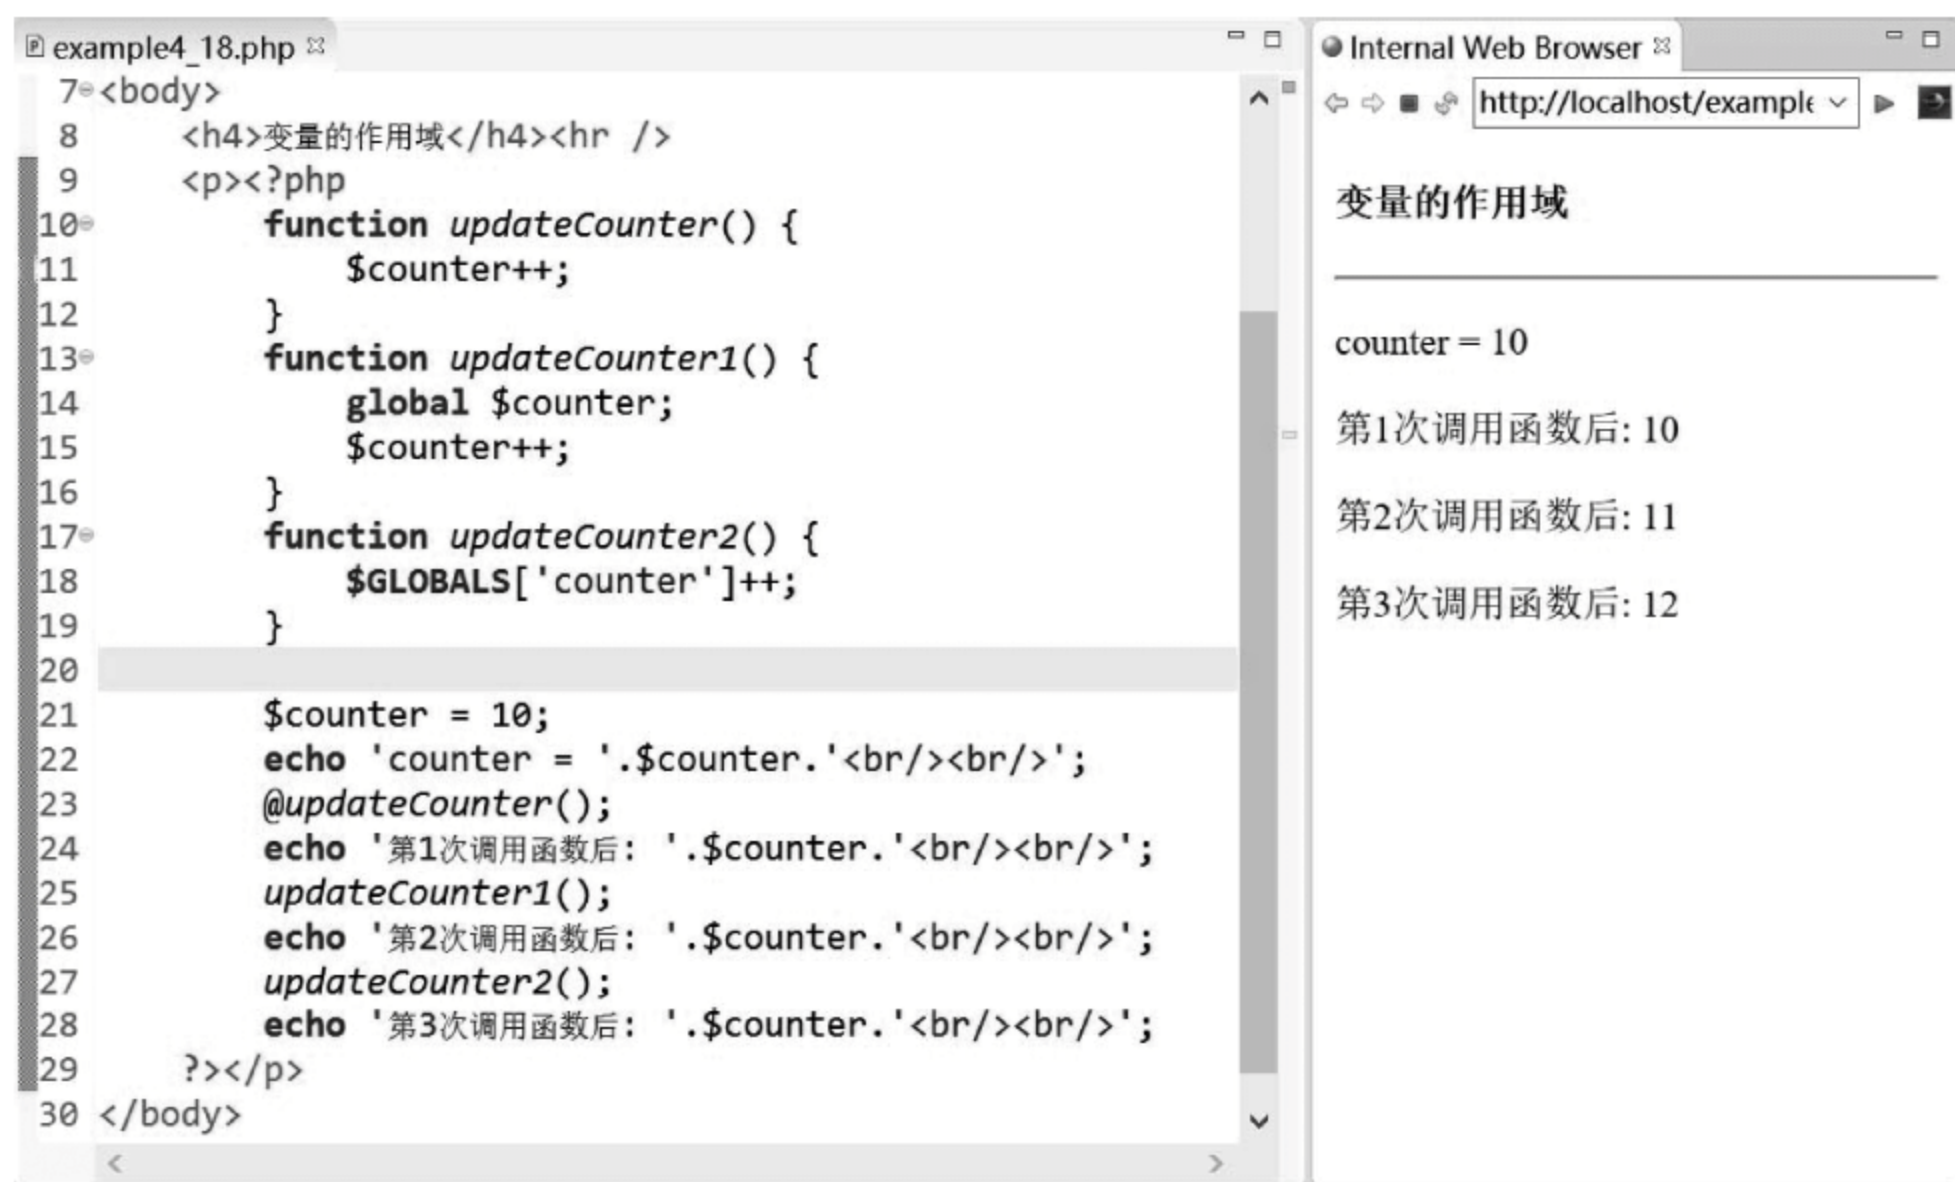 example4_18.php
7 <body>
8 <h4>变量的作用域</h4><hr />
9 <p><?php
10 function updateCounter() {
11 $counter++;
12 }
13 function updateCounter1() {
14 global $counter;
15 $counter++;
16 }
17 function updateCounter2() {
18 $GLOBALS['counter']++;
19 }
20
21 $counter = 10;
22 echo 'counter = '.$counter.'<br/><br/>';
23 @updateCounter();
24 echo '第1次调用函数后: '.$counter.'<br/><br/>';
25 updateCounter1();
26 echo '第2次调用函数后: '.$counter.'<br/><br/>';
27 updateCounter2();
28 echo '第3次调用函数后: '.$counter.'<br/><br/>';
29 ?></p>
30 </body>
Internal Web Browser
http://localhost/example
变量的作用域
counter = 10
第1次调用函数后: 10
第2次调用函数后: 11
第3次调用函数后: 12